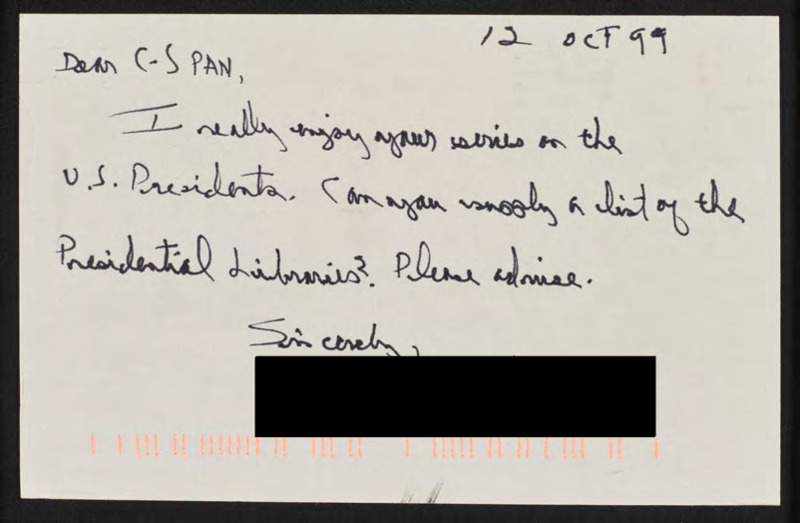 12 OCT 99
Dear C-SPAN,
I really enjoy your series on the
U.S. Presidents. Can you supply a list of the
Presidential Libraries? Please advise.
Sincerely,